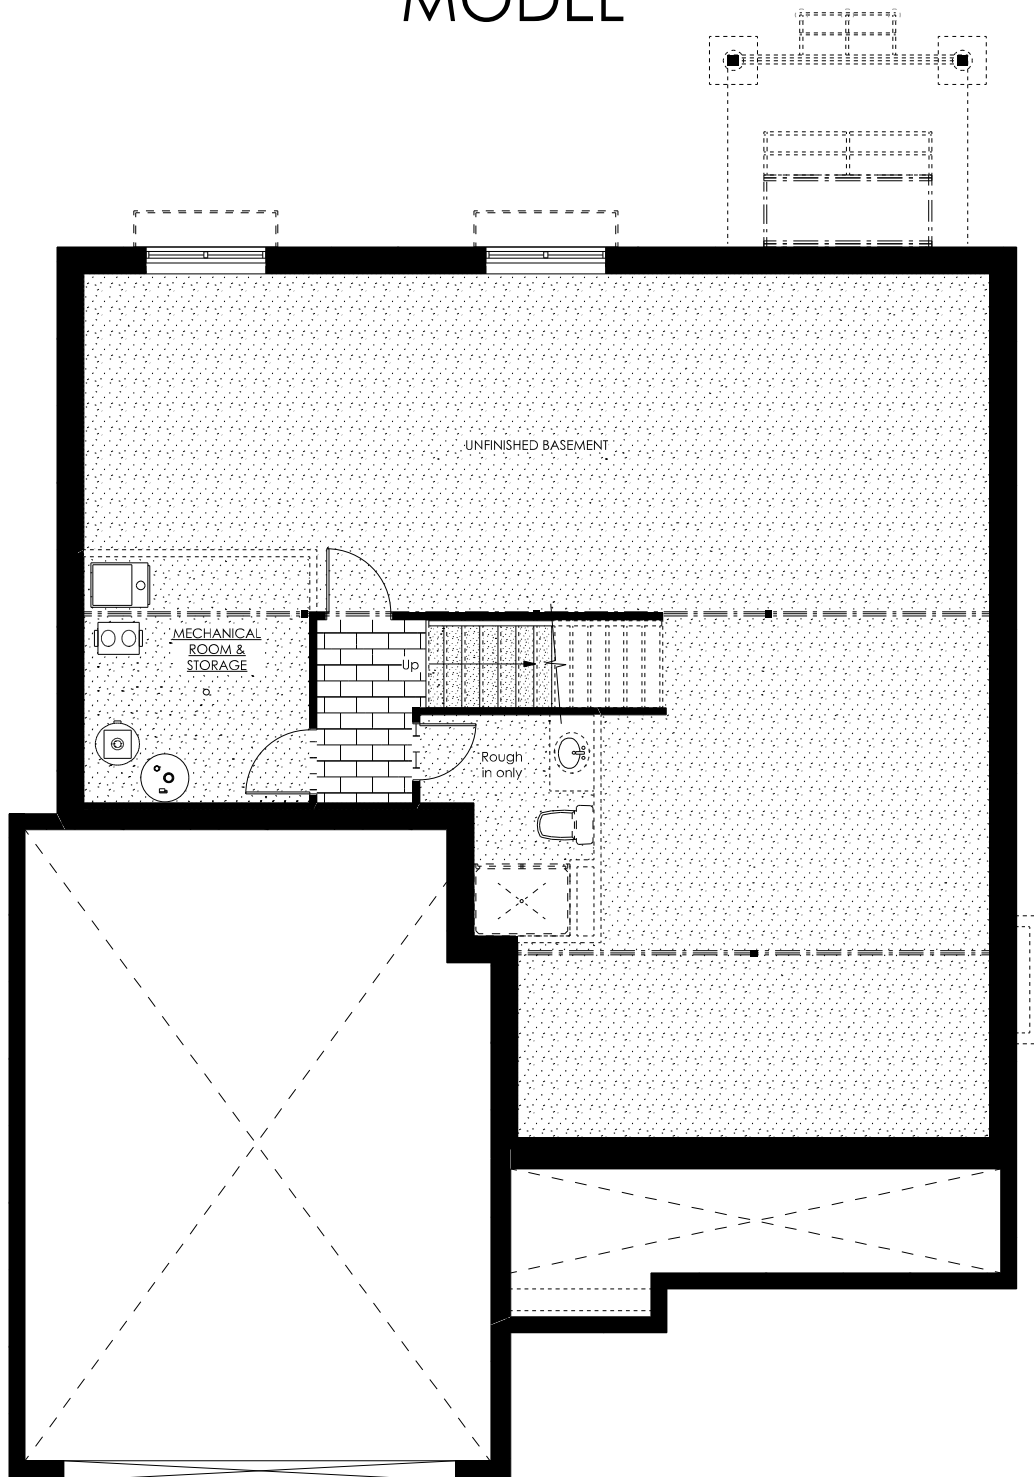 MODEL
UNFINISHED BASEMENT
MECHANICAL
ROOM &
STORAGE
Up
Rough
in only